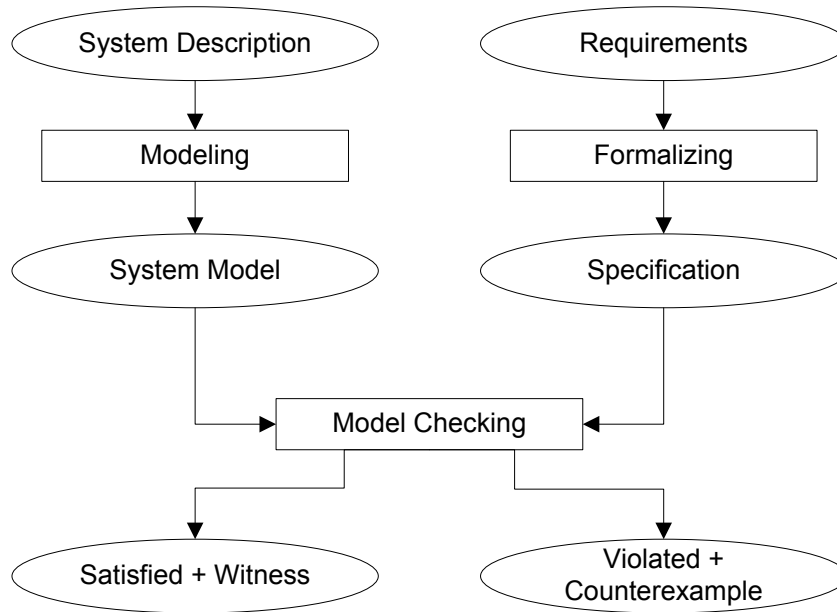 System Description
Requirements
Modeling
Formalizing
System Model
Specification
Model Checking
Satisfied + Witness
Violated +
Counterexample